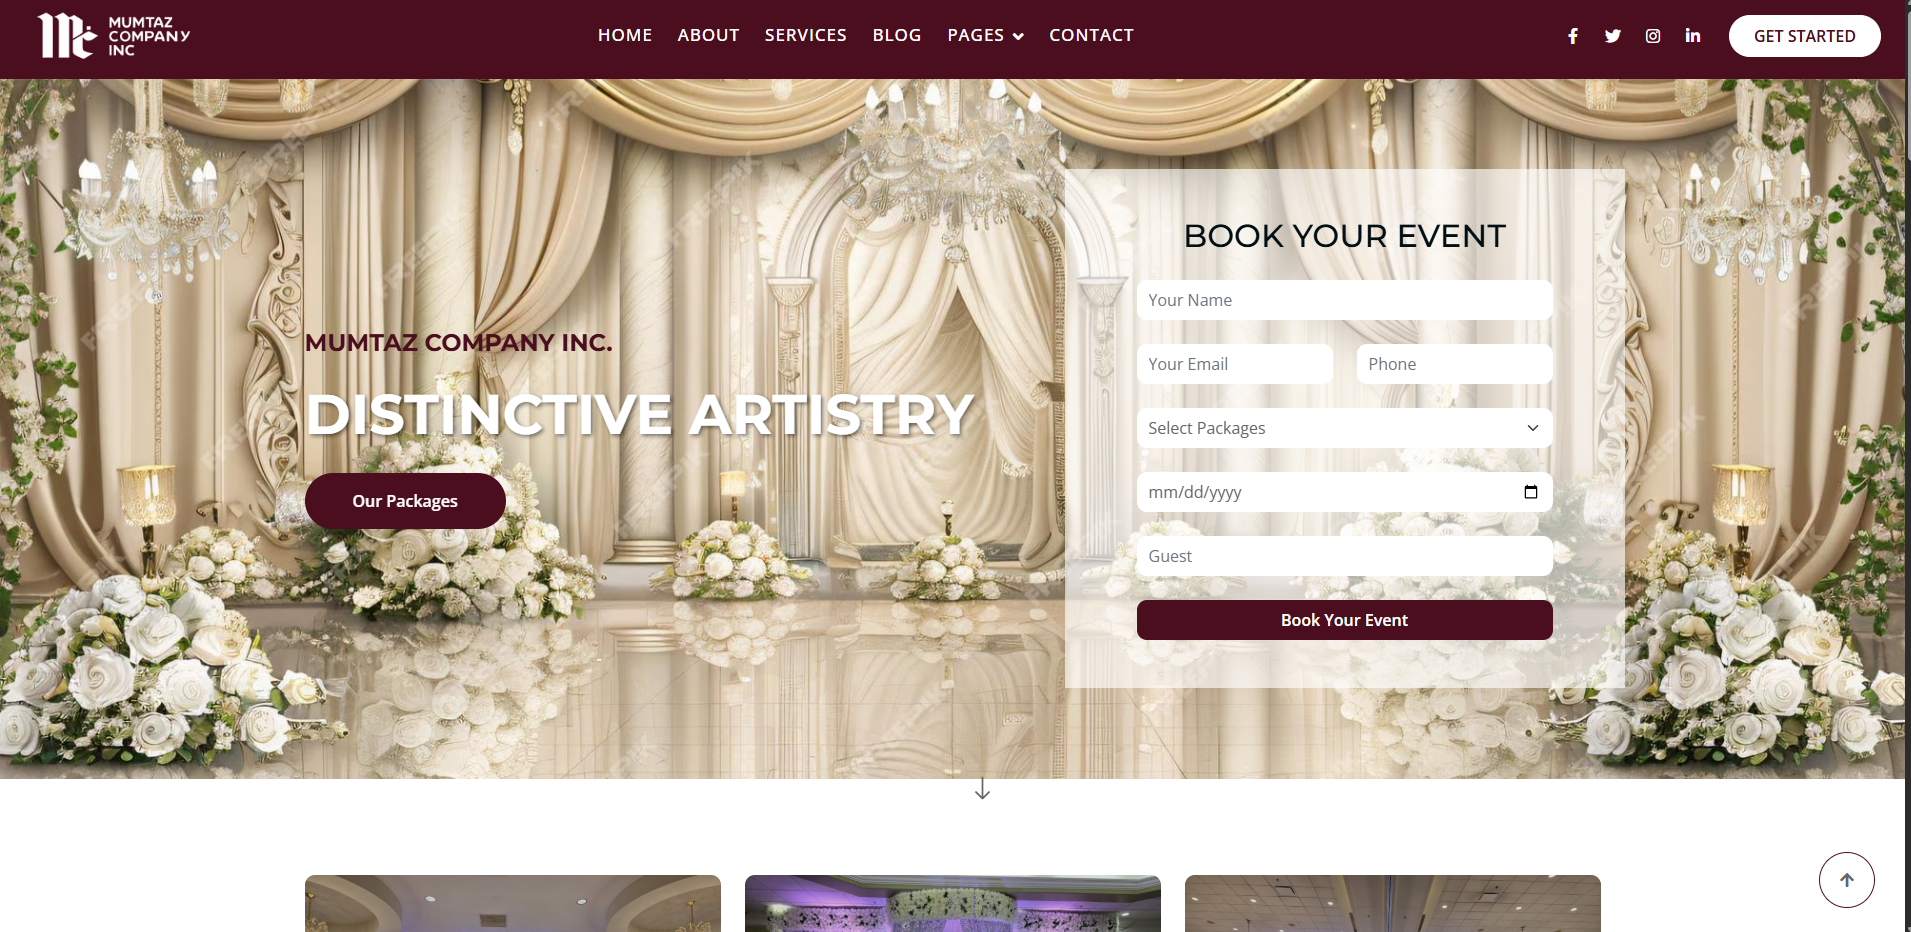 MUMTAZ
COMPANY
INC
HOME ABOUT SERVICES BLOG PAGES CONTACT
GET STARTED
MUMTAZ COMPANY INC.
DISTINCTIVE ARTISTRY
Our Packages
BOOK YOUR EVENT
Your Name
Your Email Phone
Select Packages
mm/dd/yyyy
Guest
Book Your Event
FREEPIK